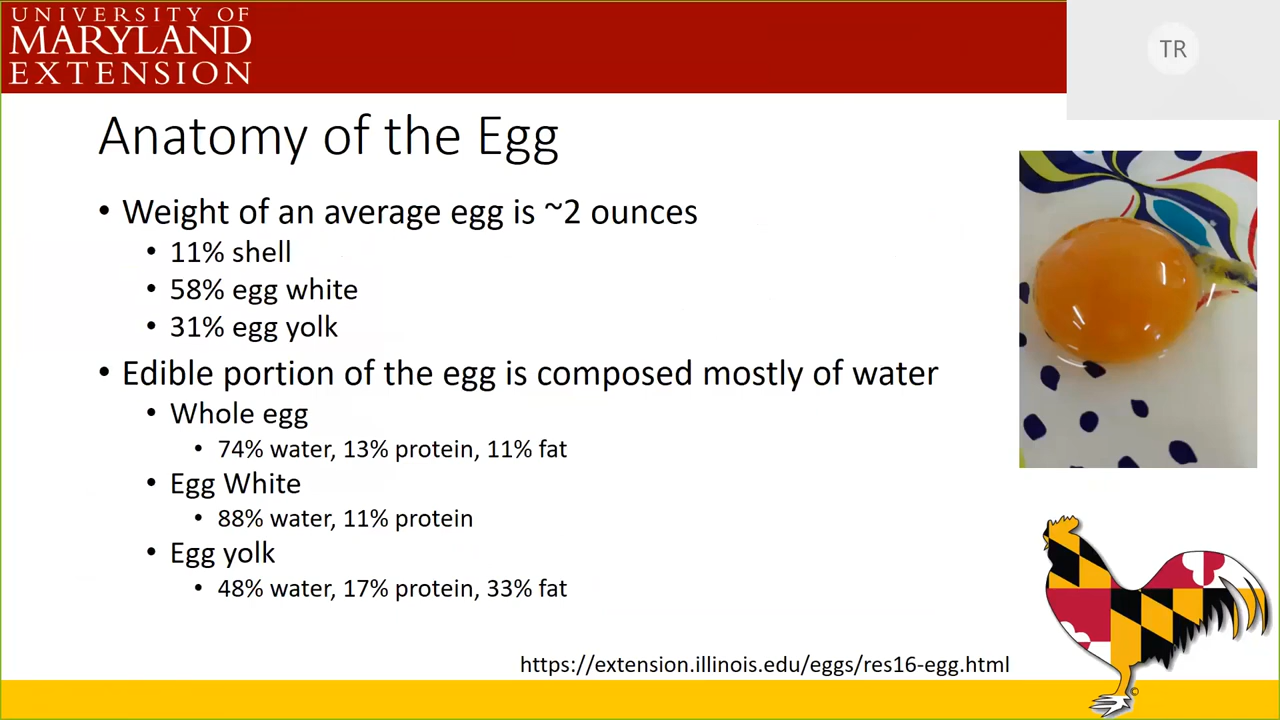 UNIVERSITY OF
MARYLAND
EXTENSION
TR
Anatomy of the Egg
• Weight of an average egg is ~2 ounces
• 11% shell
• 58% egg white
• 31% egg yolk
• Edible portion of the egg is composed mostly of water
• Whole egg
• 74% water, 13% protein, 11% fat
• Egg White
• 88% water, 11% protein
• Egg yolk
• 48% water, 17% protein, 33% fat
https://extension.illinois.edu/eggs/res16-egg.html
©